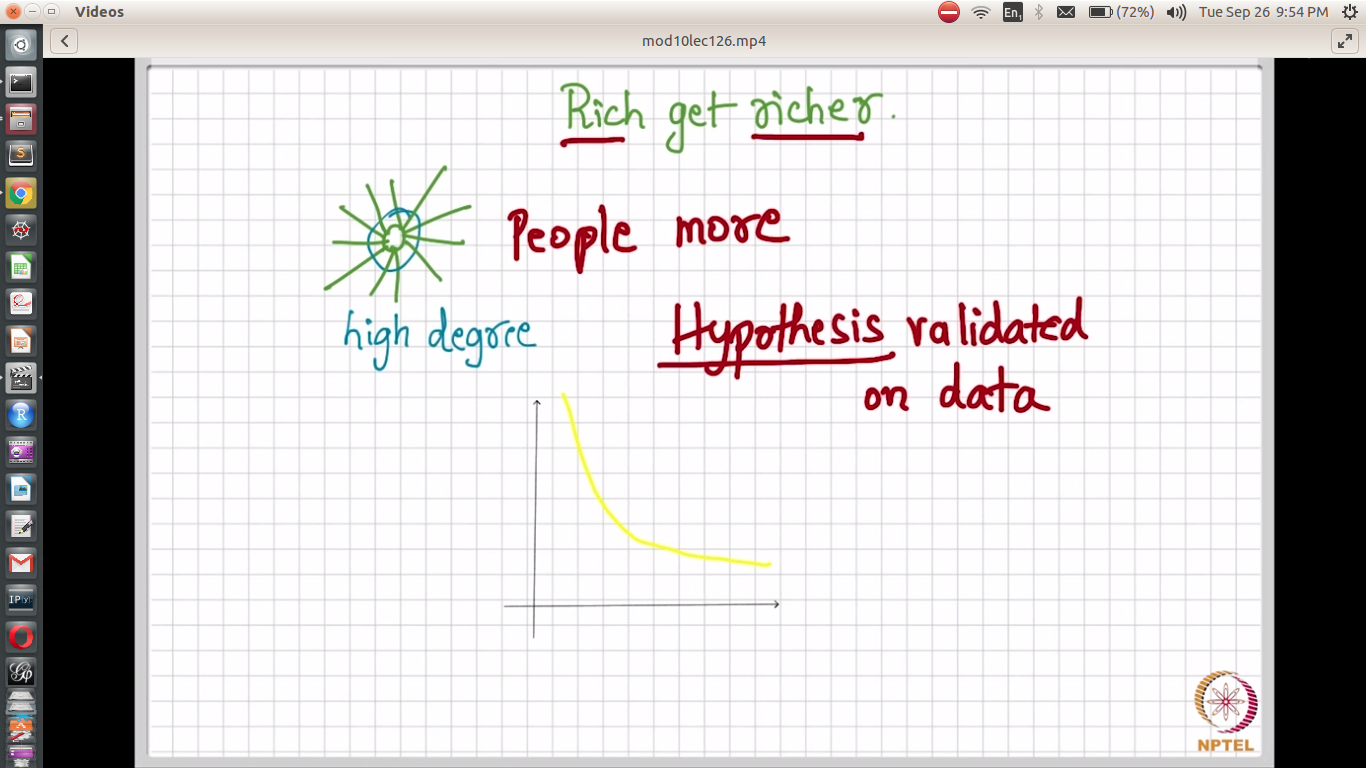 Videos
En1
(72%)
Tue Sep 26 9:54 PM
mod10lec126.mp4
Rich get richer.
People more
high degree
Hypothesis validated
on data
NPTEL